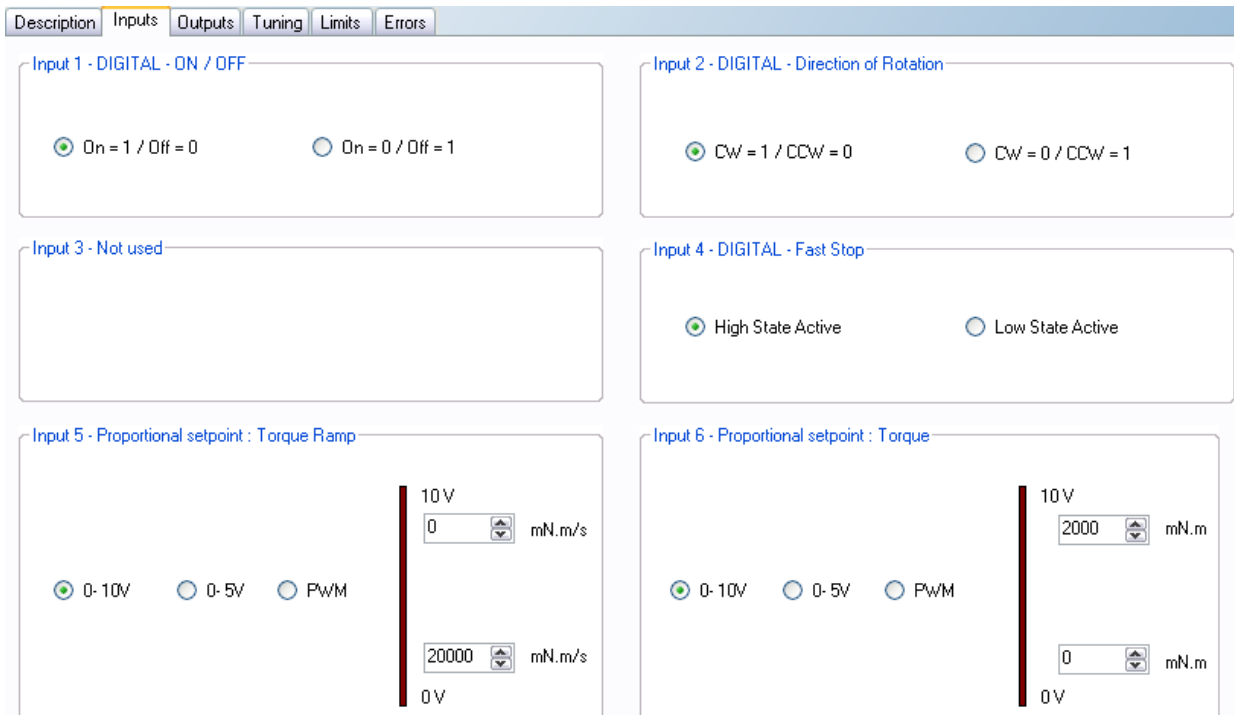 Description Inputs Outputs Tuning Limits Errors
Input 1 - DIGITAL - ON / OFF
On = 1 / Off = 0
On = 0 / Off = 1
Input 2 - DIGITAL - Direction of Rotation
CW = 1 / CCW = 0
CW = 0 / CCW = 1
Input 3 - Not used
Input 4 - DIGITAL - Fast Stop
High State Active
Low State Active
Input 5 - Proportional setpoint : Torque Ramp
10 V
0 mN.m/s
0- 10V
0- 5V
PWM
20000 mN.m/s
0 V
Input 6 - Proportional setpoint : Torque
10 V
2000 mN.m
0- 10V
0- 5V
PWM
0 mN.m
0 V